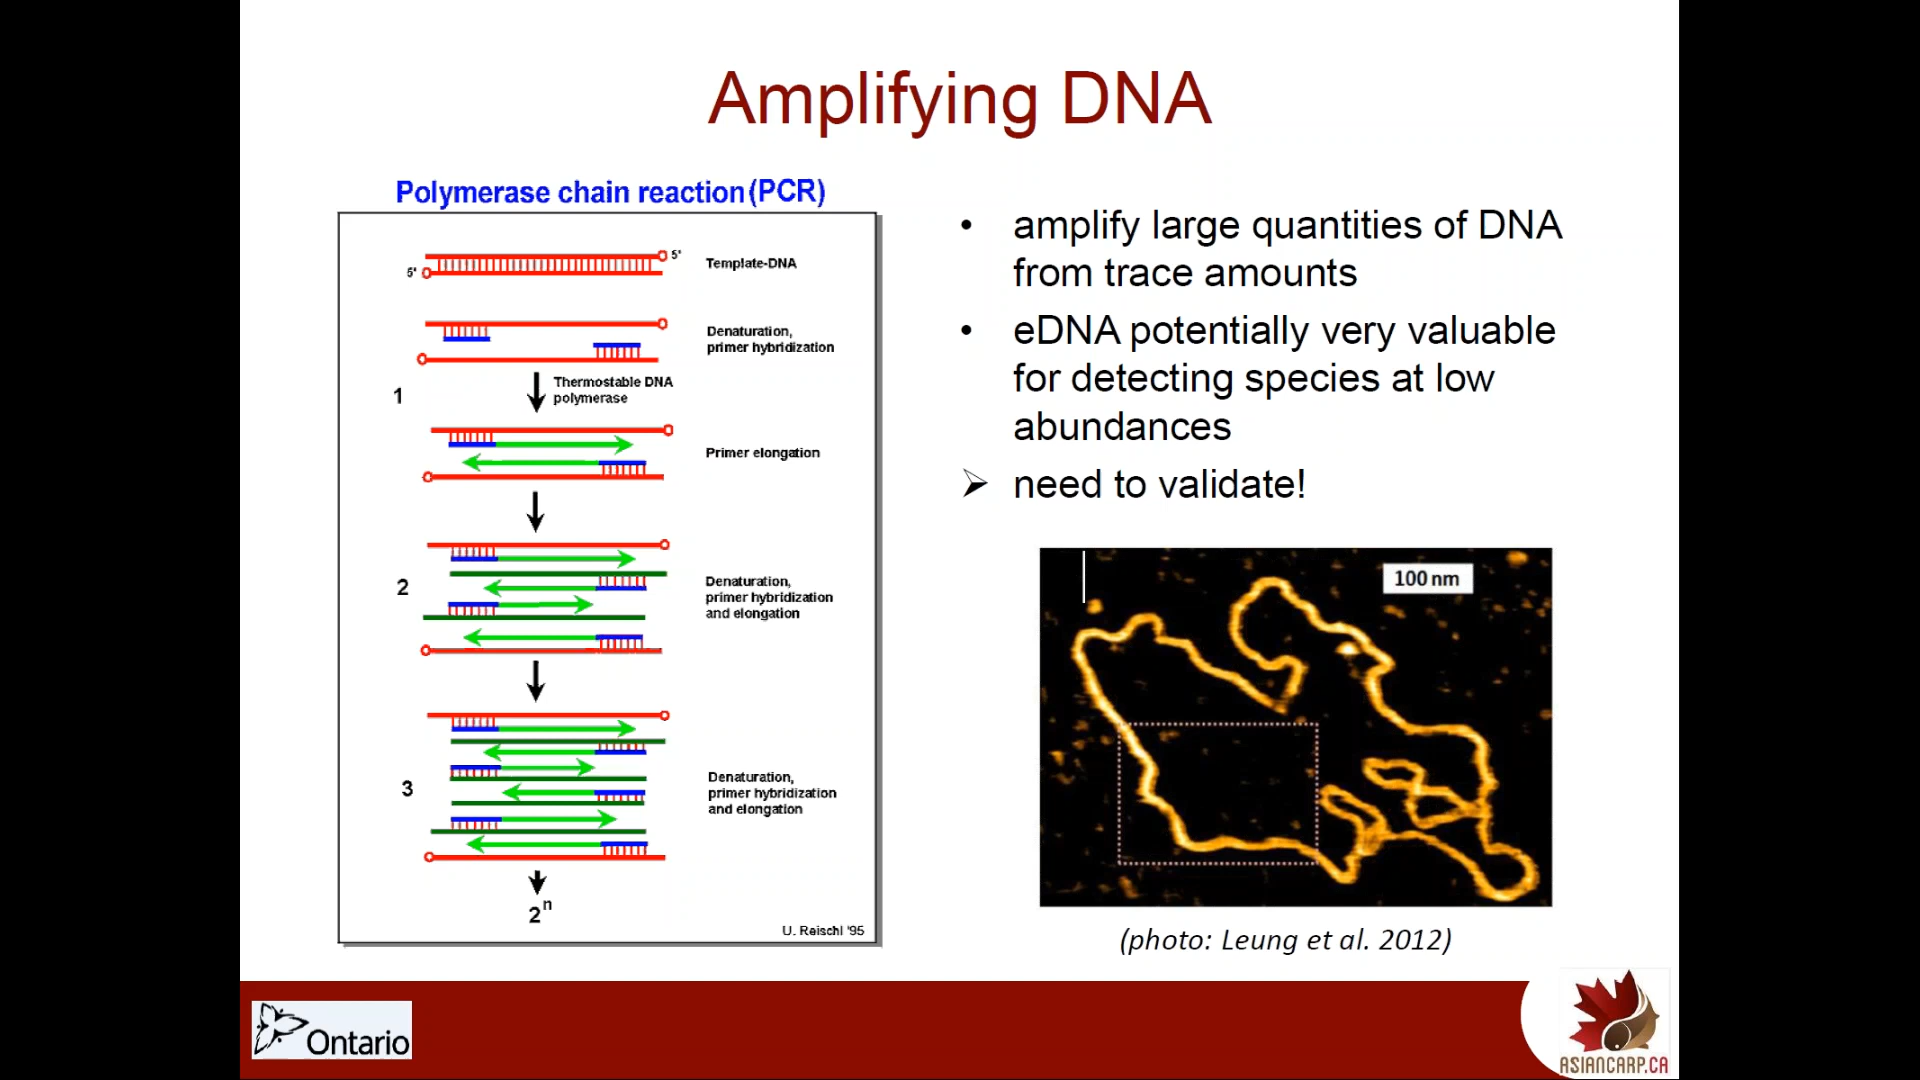 Amplifying DNA
Polymerase chain reaction (PCR)
5'
5'
Template-DNA
Denaturation,
primer hybridization
1
Thermostable DNA
polymerase
Primer elongation
2
Denaturation,
primer hybridization
and elongation
3
Denaturation,
primer hybridization
and elongation
2^n
U. Reischl '95
• amplify large quantities of DNA
from trace amounts
• eDNA potentially very valuable
for detecting species at low
abundances
➢ need to validate!
100 nm
(photo: Leung et al. 2012)
Ontario
ASIANCARP.CA